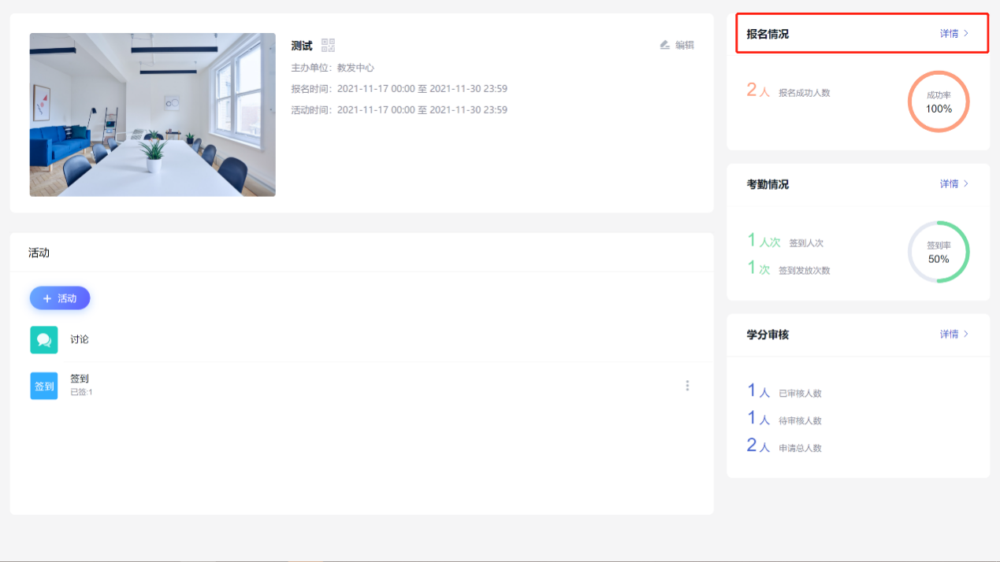 测试
编辑
主办单位：教发中心
报名时间：2021-11-17 00:00 至 2021-11-30 23:59
活动时间：2021-11-17 00:00 至 2021-11-30 23:59
活动
+ 活动
讨论
签到
签到
已签:1
报名情况
详情 >
2 人 报名成功人数
成功率
100%
考勤情况
详情 >
1 人次 签到人次
1 次 签到发放次数
签到率
50%
学分审核
详情 >
1 人 已审核人数
1 人 待审核人数
2 人 申请总人数